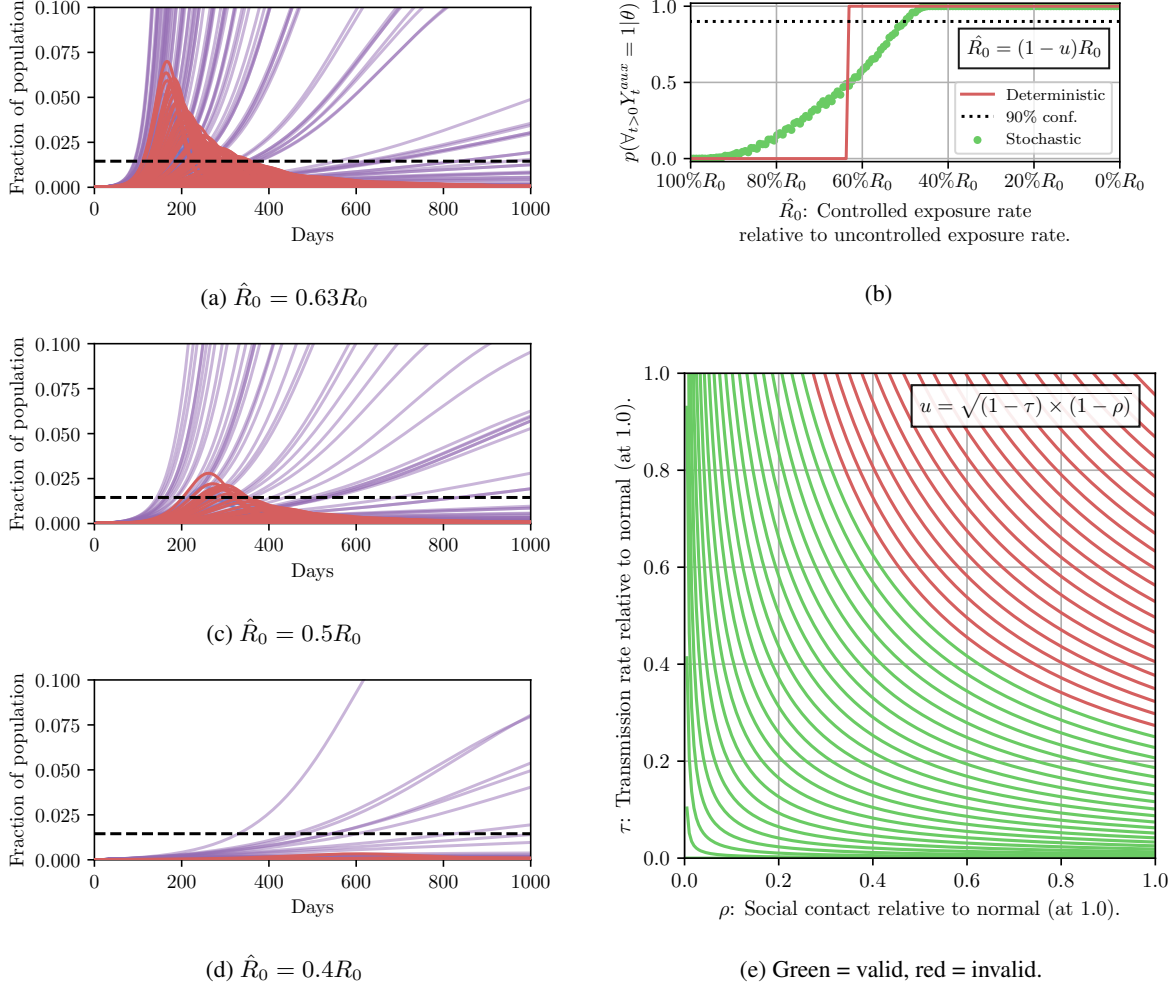 0.100
0.075
0.050
0.025
0.000
Fraction of population
0 200 400 600 800 1000
Days
(a) R̂₀ = 0.63R₀
1.0
0.5
0.0
p(∀ₜ>₀Yₜᵃᵘˣ = 1|θ)
R̂₀ = (1 − u)R₀
Deterministic
90% conf.
Stochastic
100%R₀ 80%R₀ 60%R₀ 40%R₀ 20%R₀ 0%R₀
R̂₀: Controlled exposure rate
relative to uncontrolled exposure rate.
(b)
0.100
0.075
0.050
0.025
0.000
Fraction of population
0 200 400 600 800 1000
Days
(c) R̂₀ = 0.5R₀
0.100
0.075
0.050
0.025
0.000
Fraction of population
0 200 400 600 800 1000
Days
(d) R̂₀ = 0.4R₀
1.0
0.8
0.6
0.4
0.2
0.0
τ: Transmission rate relative to normal (at 1.0).
u = √((1 − τ) × (1 − ρ))
0.0 0.2 0.4 0.6 0.8 1.0
ρ: Social contact relative to normal (at 1.0).
(e) Green = valid, red = invalid.